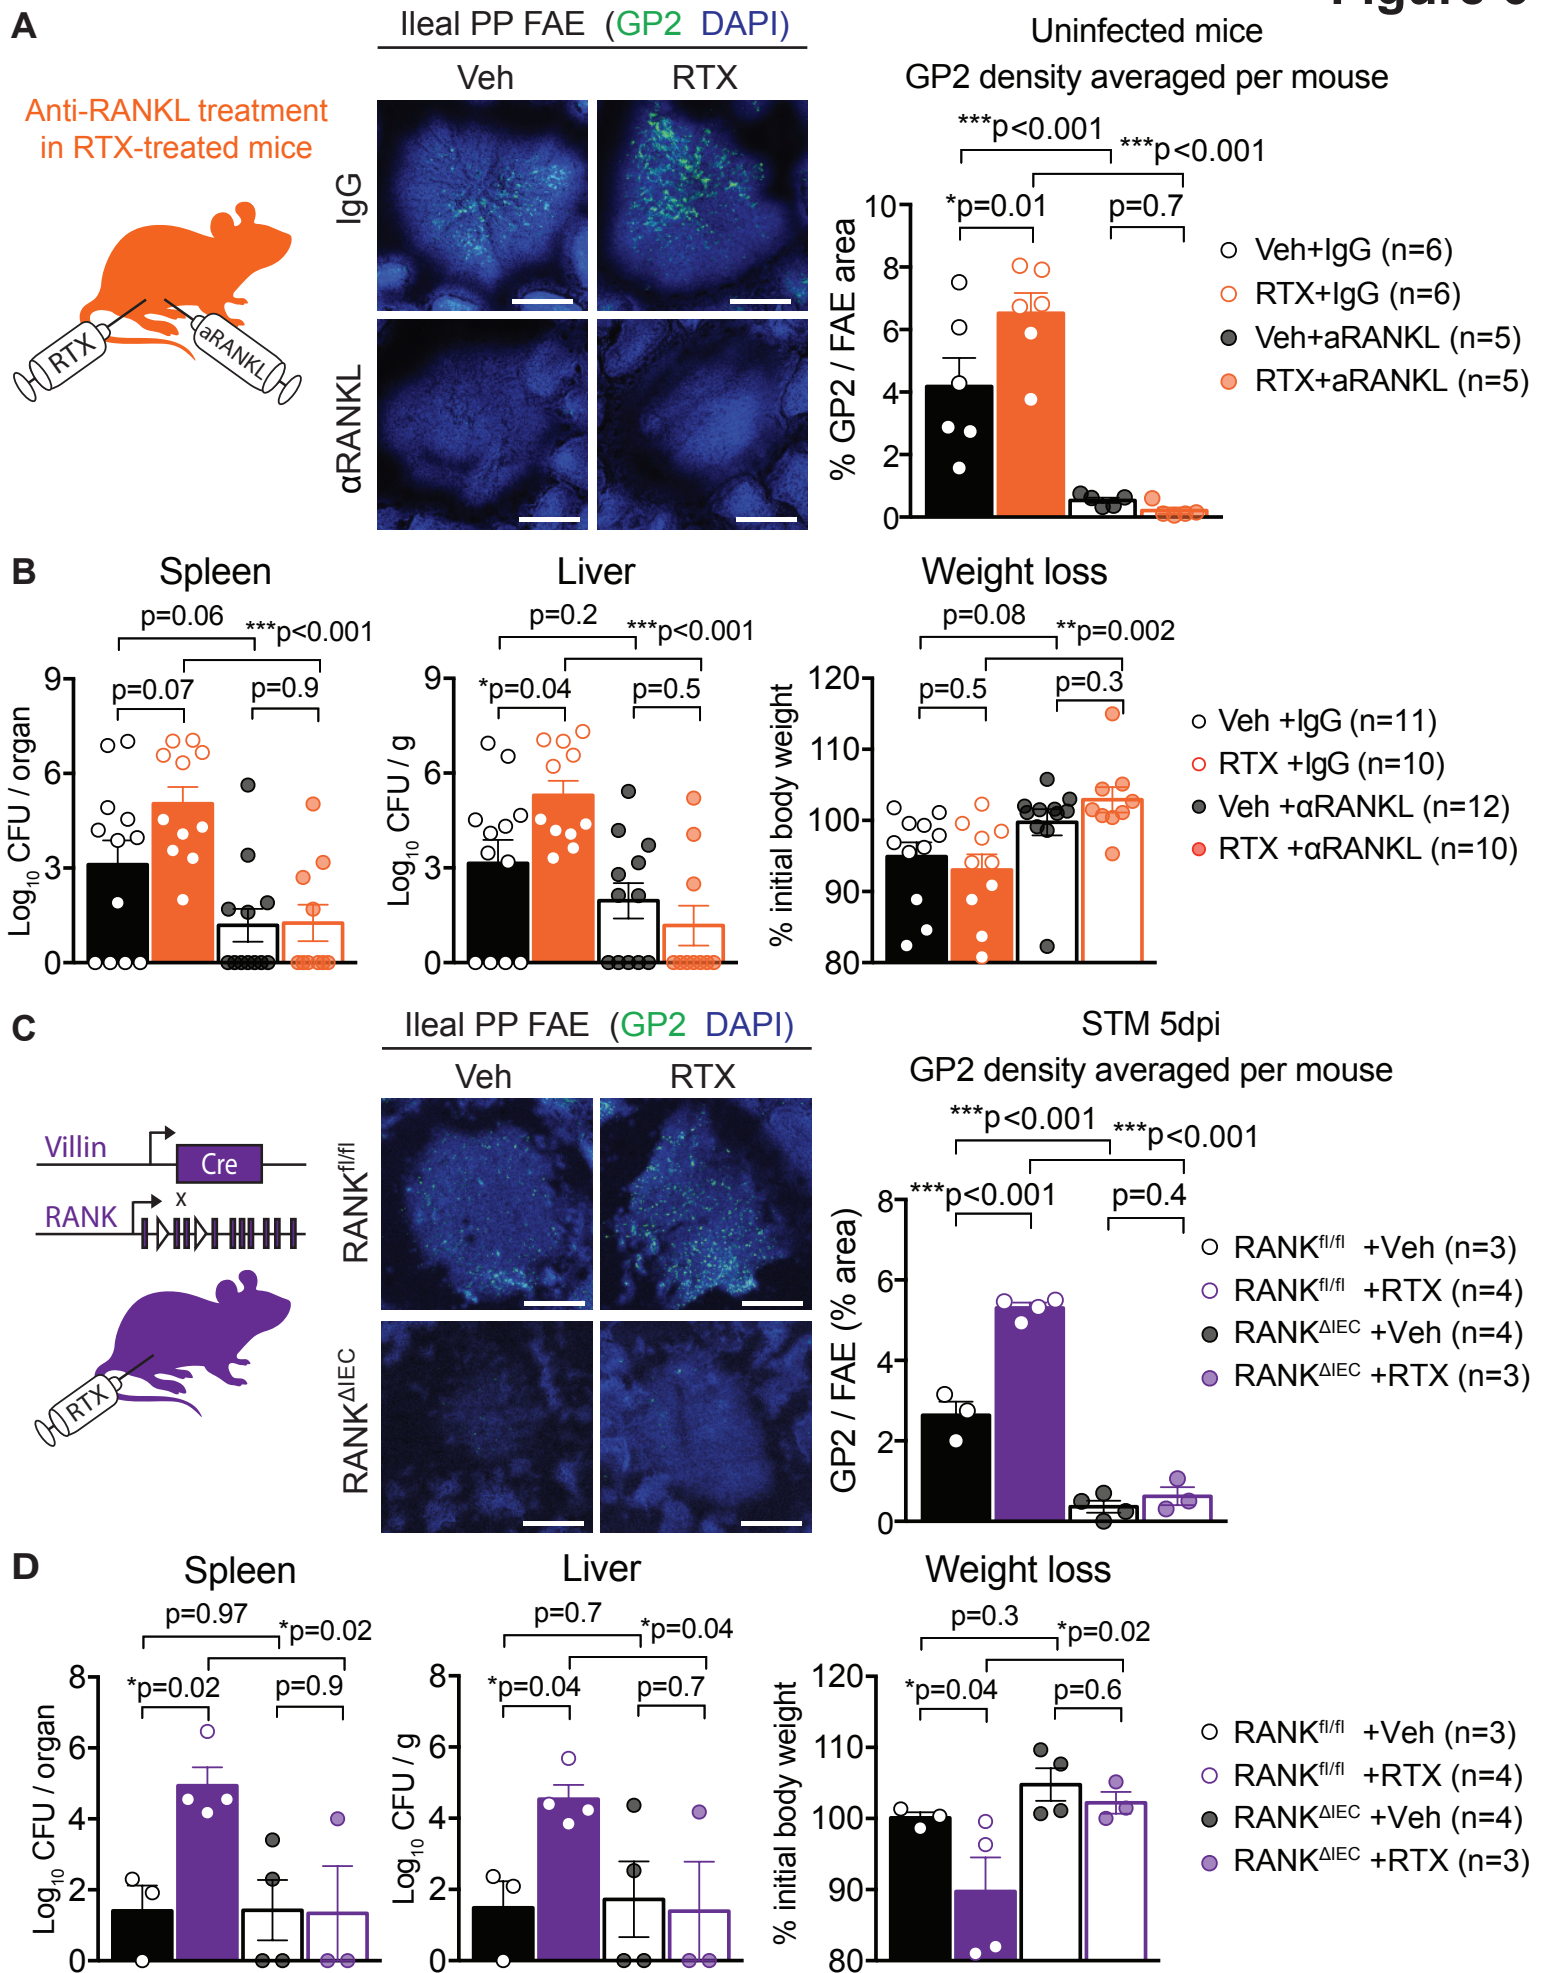 Figure 6
A
Ileal PP FAE (GP2 DAPI)
Veh RTX
IgG
αRANKL
Anti-RANKL treatment
in RTX-treated mice
RTX
aRANKL
Uninfected mice
GP2 density averaged per mouse
***p<0.001
***p<0.001
*p=0.01
p=0.7
% GP2 / FAE area
10
8
6
4
2
0
Veh+IgG (n=6)
RTX+IgG (n=6)
Veh+aRANKL (n=5)
RTX+aRANKL (n=5)
B
Spleen
p=0.06
***p<0.001
p=0.07
p=0.9
Log10 CFU / organ
9
6
3
0
Liver
p=0.2
***p<0.001
*p=0.04
p=0.5
Log10 CFU / g
9
6
3
0
Weight loss
p=0.08
**p=0.002
p=0.5
p=0.3
% initial body weight
120
110
100
90
80
Veh +IgG (n=11)
RTX +IgG (n=10)
Veh +αRANKL (n=12)
RTX +αRANKL (n=10)
C
Ileal PP FAE (GP2 DAPI)
Veh RTX
RANKfl/fl
RANKΔIEC
Villin
Cre
x
RANK
RTX
STM 5dpi
GP2 density averaged per mouse
***p<0.001
***p<0.001
***p<0.001
p=0.4
GP2 / FAE (% area)
8
6
4
2
0
RANKfl/fl +Veh (n=3)
RANKfl/fl +RTX (n=4)
RANKΔIEC +Veh (n=4)
RANKΔIEC +RTX (n=3)
D
Spleen
p=0.97
*p=0.02
*p=0.02
p=0.9
Log10 CFU / organ
8
6
4
2
0
Liver
p=0.7
*p=0.04
*p=0.04
p=0.7
Log10 CFU / g
8
6
4
2
0
Weight loss
p=0.3
*p=0.02
*p=0.04
p=0.6
% initial body weight
120
110
100
90
80
RANKfl/fl +Veh (n=3)
RANKfl/fl +RTX (n=4)
RANKΔIEC +Veh (n=4)
RANKΔIEC +RTX (n=3)